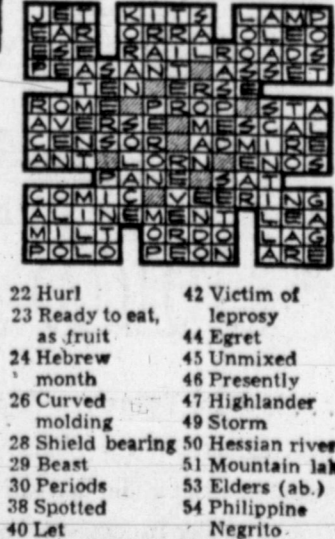 JET KITS LAMP
EAR ORRA OLEO
ESE RAILROADS
PEASANT ASSET
TEN ERSE
ROME PROP STA
AVERSE MESCAL
CENSOR ADMIRE
ANT LORN ENOS
PANE SAT
COMIC VEERING
ALINEMENT LEA
MILT ORDO LAG
POLO PEON ARE
22 Hurl
23 Ready to eat,
as fruit
24 Hebrew
month
26 Curved
molding
28 Shield bearing
29 Beast
30 Periods
38 Spotted
40 Let
42 Victim of
leprosy
44 Egret
45 Unmixed
46 Presently
47 Highlander
49 Storm
50 Hessian river
51 Mountain lak
53 Elders (ab.)
54 Philippine
Negrito